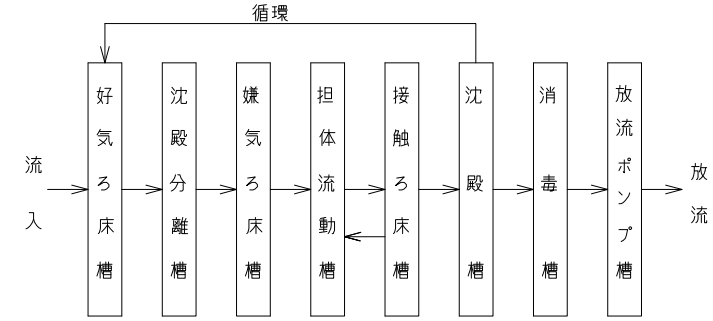 循環
流入
好気ろ床槽
沈殿分離槽
嫌気ろ床槽
担体流動槽
接触ろ床槽
沈殿槽
消毒槽
放流ポンプ槽
放流